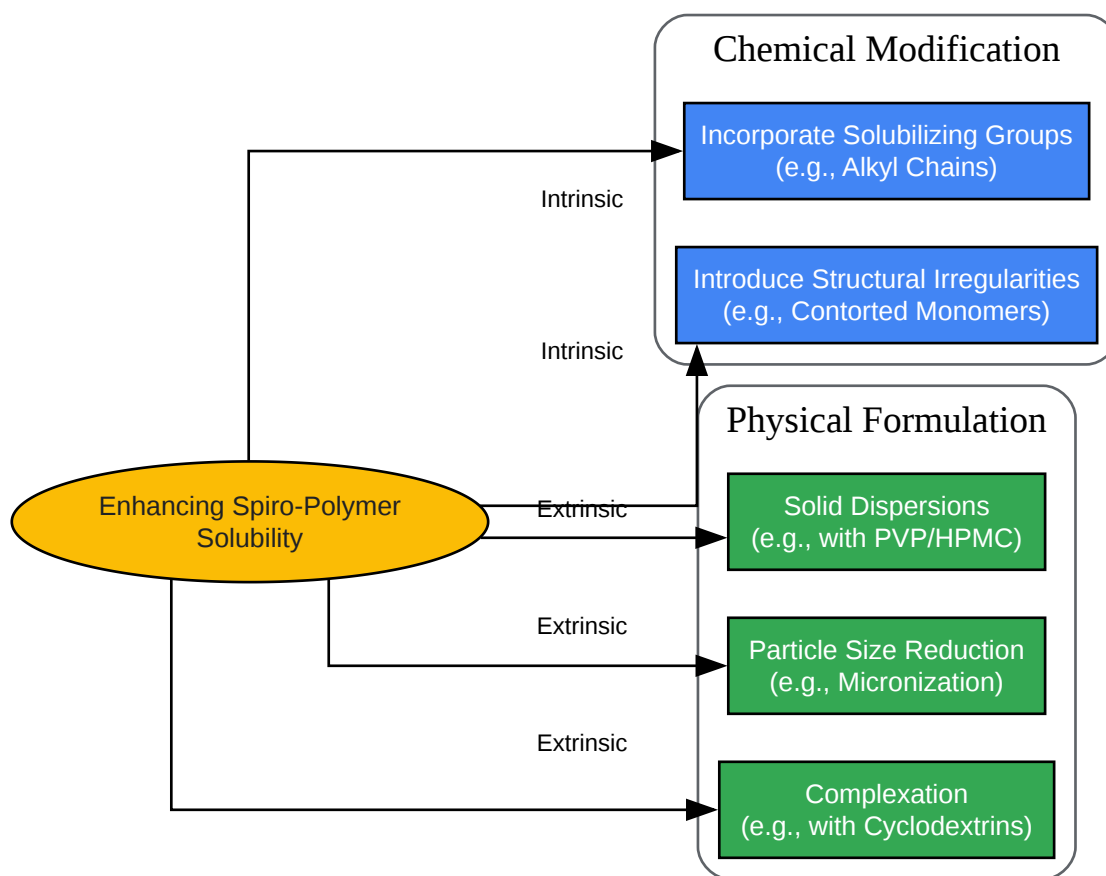 Chemical Modification
Incorporate Solubilizing Groups
(e.g., Alkyl Chains)
Intrinsic
Introduce Structural Irregularities
(e.g., Contorted Monomers)
Intrinsic
Physical Formulation
Enhancing Spiro-Polymer
Solubility
Extrinsic
Solid Dispersions
(e.g., with PVP/HPMC)
Extrinsic
Particle Size Reduction
(e.g., Micronization)
Extrinsic
Complexation
(e.g., with Cyclodextrins)